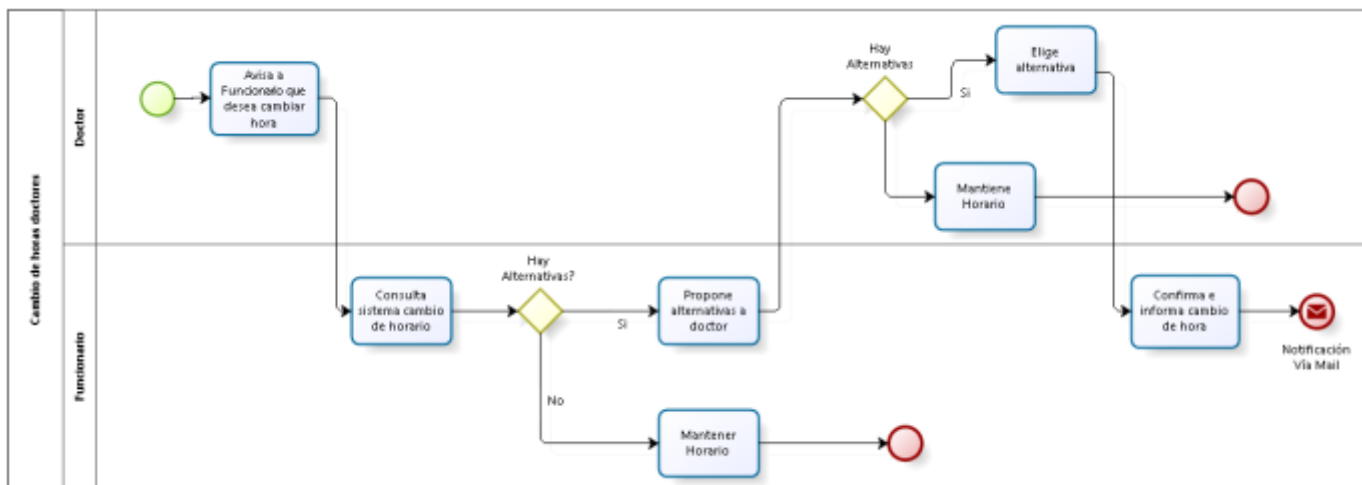 Cambio de horas doctores
Doctor
Avisa a
Funcionario que
desea cambiar
hora
Hay
Alternativas
Si
Elige
alternativa
Mantiene
Horario
Funcionario
Consulta
sistema cambio
de horario
Hay
Alternativas?
Si
No
Propone
alternativas a
doctor
Mantener
Horario
Confirma e
informa cambio
de hora
Notificación
Vía Mail